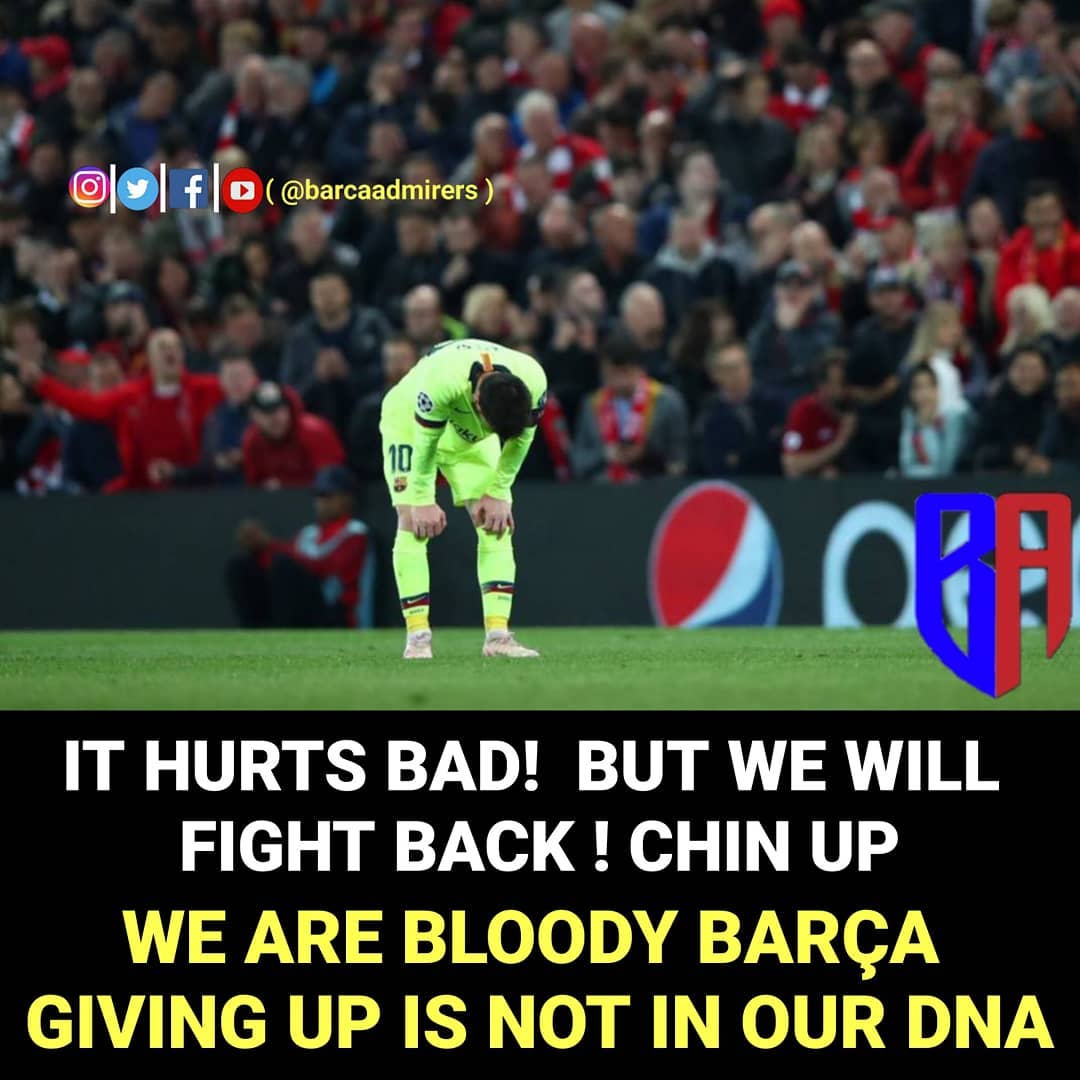 ( @barcaadmirers )
10
BA
IT HURTS BAD!  BUT WE WILL
FIGHT BACK ! CHIN UP
WE ARE BLOODY BARÇA
GIVING UP IS NOT IN OUR DNA